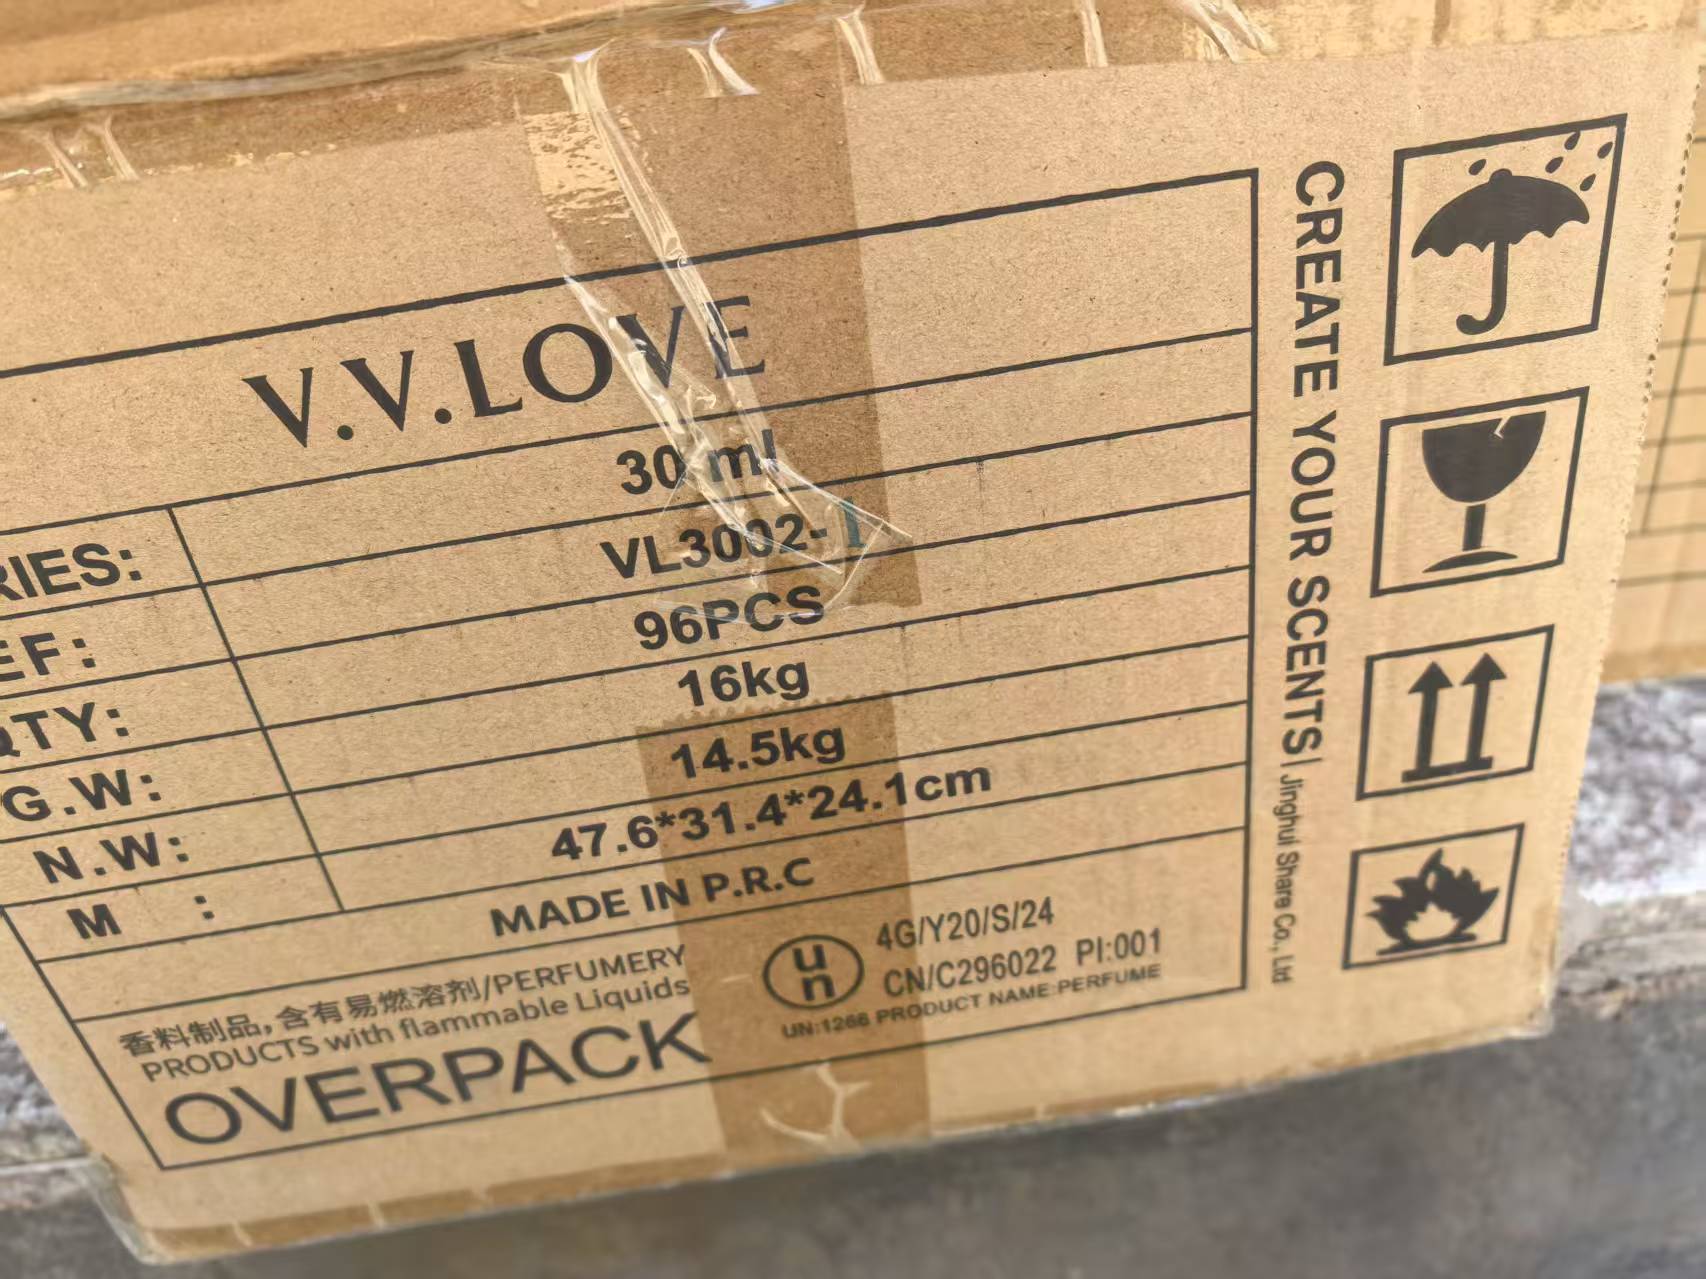 V.V.LOVE
RIES: 30 ml
EF: VL3002-1
QTY: 96PCS
G.W: 16kg
N.W: 14.5kg
M : 47.6*31.4*24.1cm
MADE IN P.R.C
香料制品,含有易燃溶剂/PERFUMERY
PRODUCTS with flammable Liquids
OVERPACK
un
4G/Y20/S/24
CN/C296022 PI:001
UN:1266 PRODUCT NAME:PERFUME
CREATE YOUR SCENTS | Jinghui Share Co., Ltd